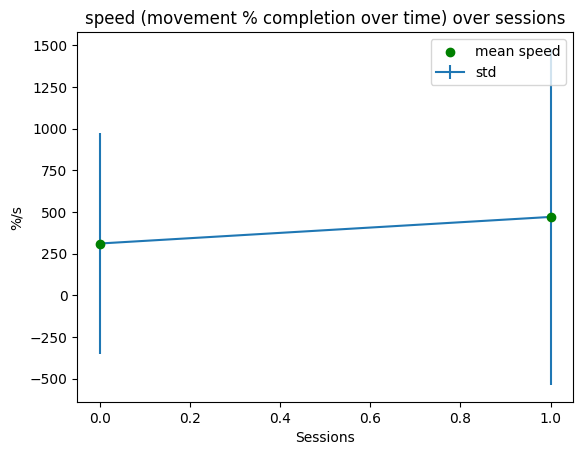 speed (movement % completion over time) over sessions
mean speed
std
1500
1250
1000
750
500
250
0
−250
−500
%/s
0.0 0.2 0.4 0.6 0.8 1.0
Sessions